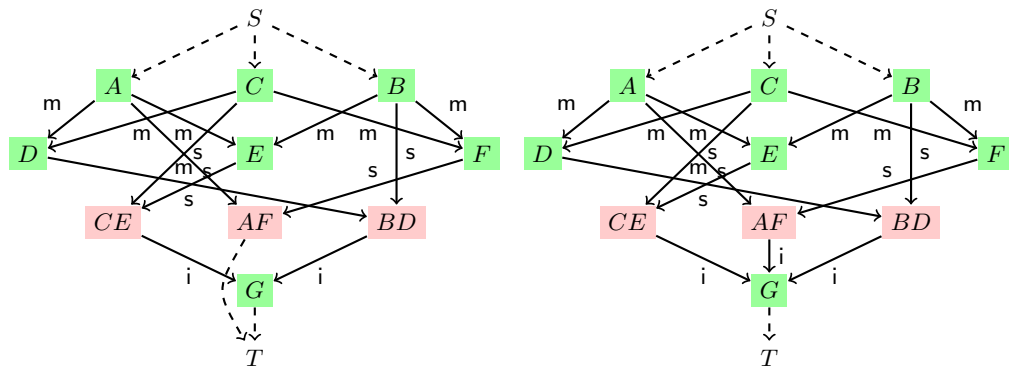 S S
A C B A C B
m m m m
m m m m m m m m
D s E s F D s E s F
m s s m s
s s
CE AF BD CE AF BD
i
i i i i
G G
T T